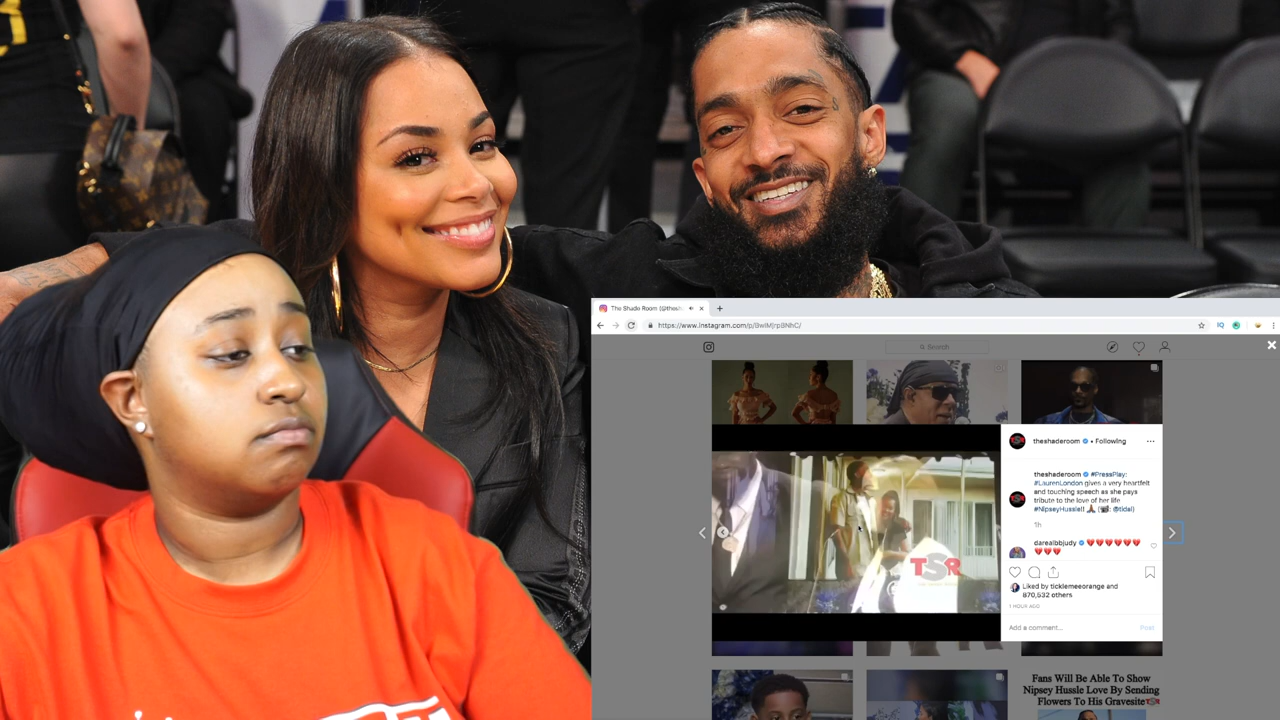 The Shade Room (@thesh
https://www.instagram.com/p/BwIMjrpBNhC/
Search
theshaderoom • Following
theshaderoom #PressPlay:
#LaurenLondon gives a very heartfelt
and touching speech as she pays
tribute to the love of her life
#NipseyHussle!! 🙏🏾 (📹: @tidal)
1h
darealbbjudy 💔💔💔💔💔💔
💔💔💔
TSR
Liked by ticklemeeorange and
870,532 others
1 HOUR AGO
Add a comment...
Post
Fans Will Be Able To Show
Nipsey Hussle Love By Sending
Flowers To His Gravesite